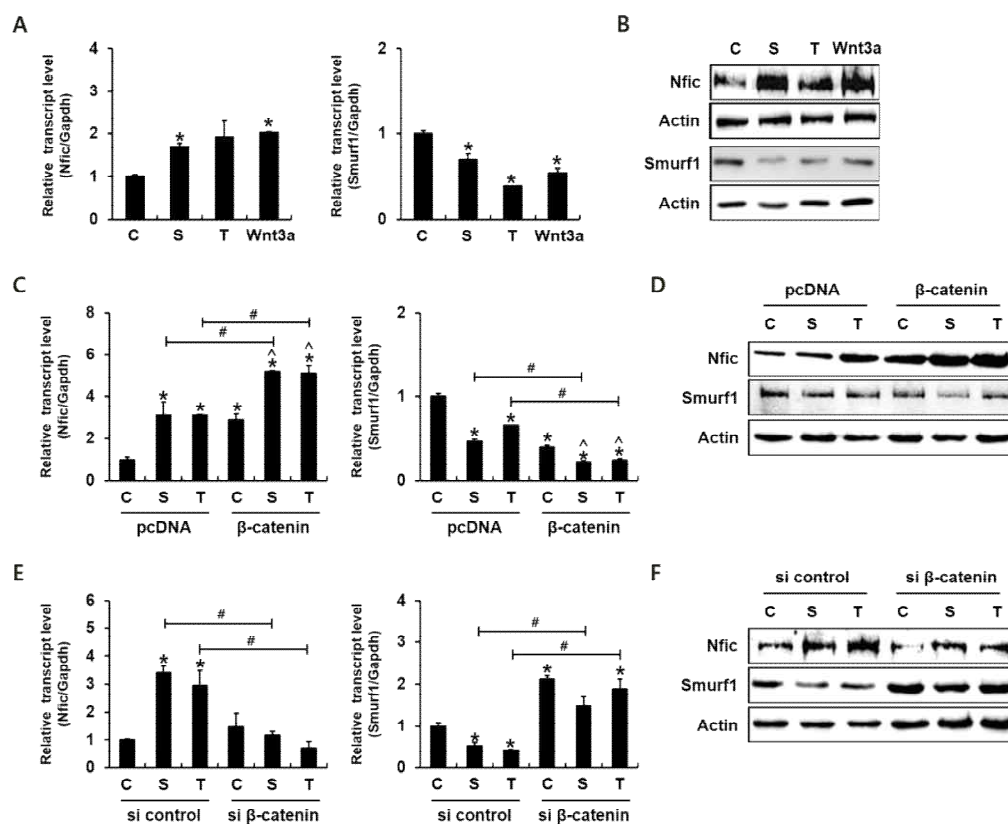 A
Relative transcript level
(Nfic/Gapdh)
4
3
2
1
0
*
*
C S T Wnt3a
Relative transcript level
(Smurf1/Gapdh)
2
1
0
*
*
*
C S T Wnt3a
B
C S T Wnt3a
Nfic
Actin
Smurf1
Actin
C
Relative transcript level
(Nfic/Gapdh)
8
6
4
2
0
#
#
^ ^
* * * * *
C S T C S T
pcDNA β-catenin
Relative transcript level
(Smurf1/Gapdh)
2
1
0
#
#
^ ^
* * * * *
C S T C S T
pcDNA β-catenin
D
pcDNA β-catenin
C S T C S T
Nfic
Smurf1
Actin
E
Relative transcript level
(Nfic/Gapdh)
6
5
4
3
2
1
0
#
#
* *
C S T C S T
si control si β-catenin
Relative transcript level
(Smurf1/Gapdh)
4
3
2
1
0
#
#
* * * *
C S T C S T
si control si β-catenin
F
si control si β-catenin
C S T C S T
Nfic
Smurf1
Actin